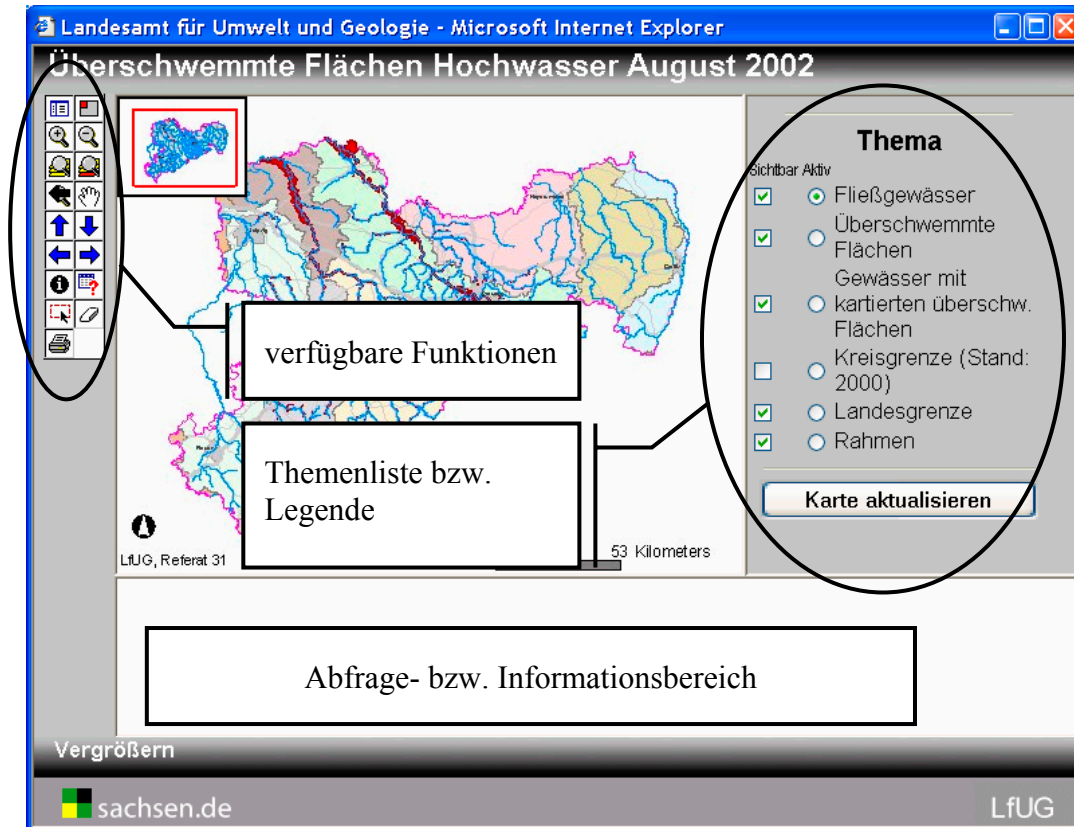 Landesamt für Umwelt und Geologie - Microsoft Internet Explorer
Überschwemmte Flächen Hochwasser August 2002
Thema
Sichtbar Aktiv
Fließgewässer
Überschwemmte
Flächen
Gewässer mit
kartierten überschw.
Flächen
Kreisgrenze (Stand:
2000)
Landesgrenze
Rahmen
Karte aktualisieren
verfügbare Funktionen
Themenliste bzw.
Legende
LfUG, Referat 31
53 Kilometers
Abfrage- bzw. Informationsbereich
Vergrößern
sachsen.de
LfUG